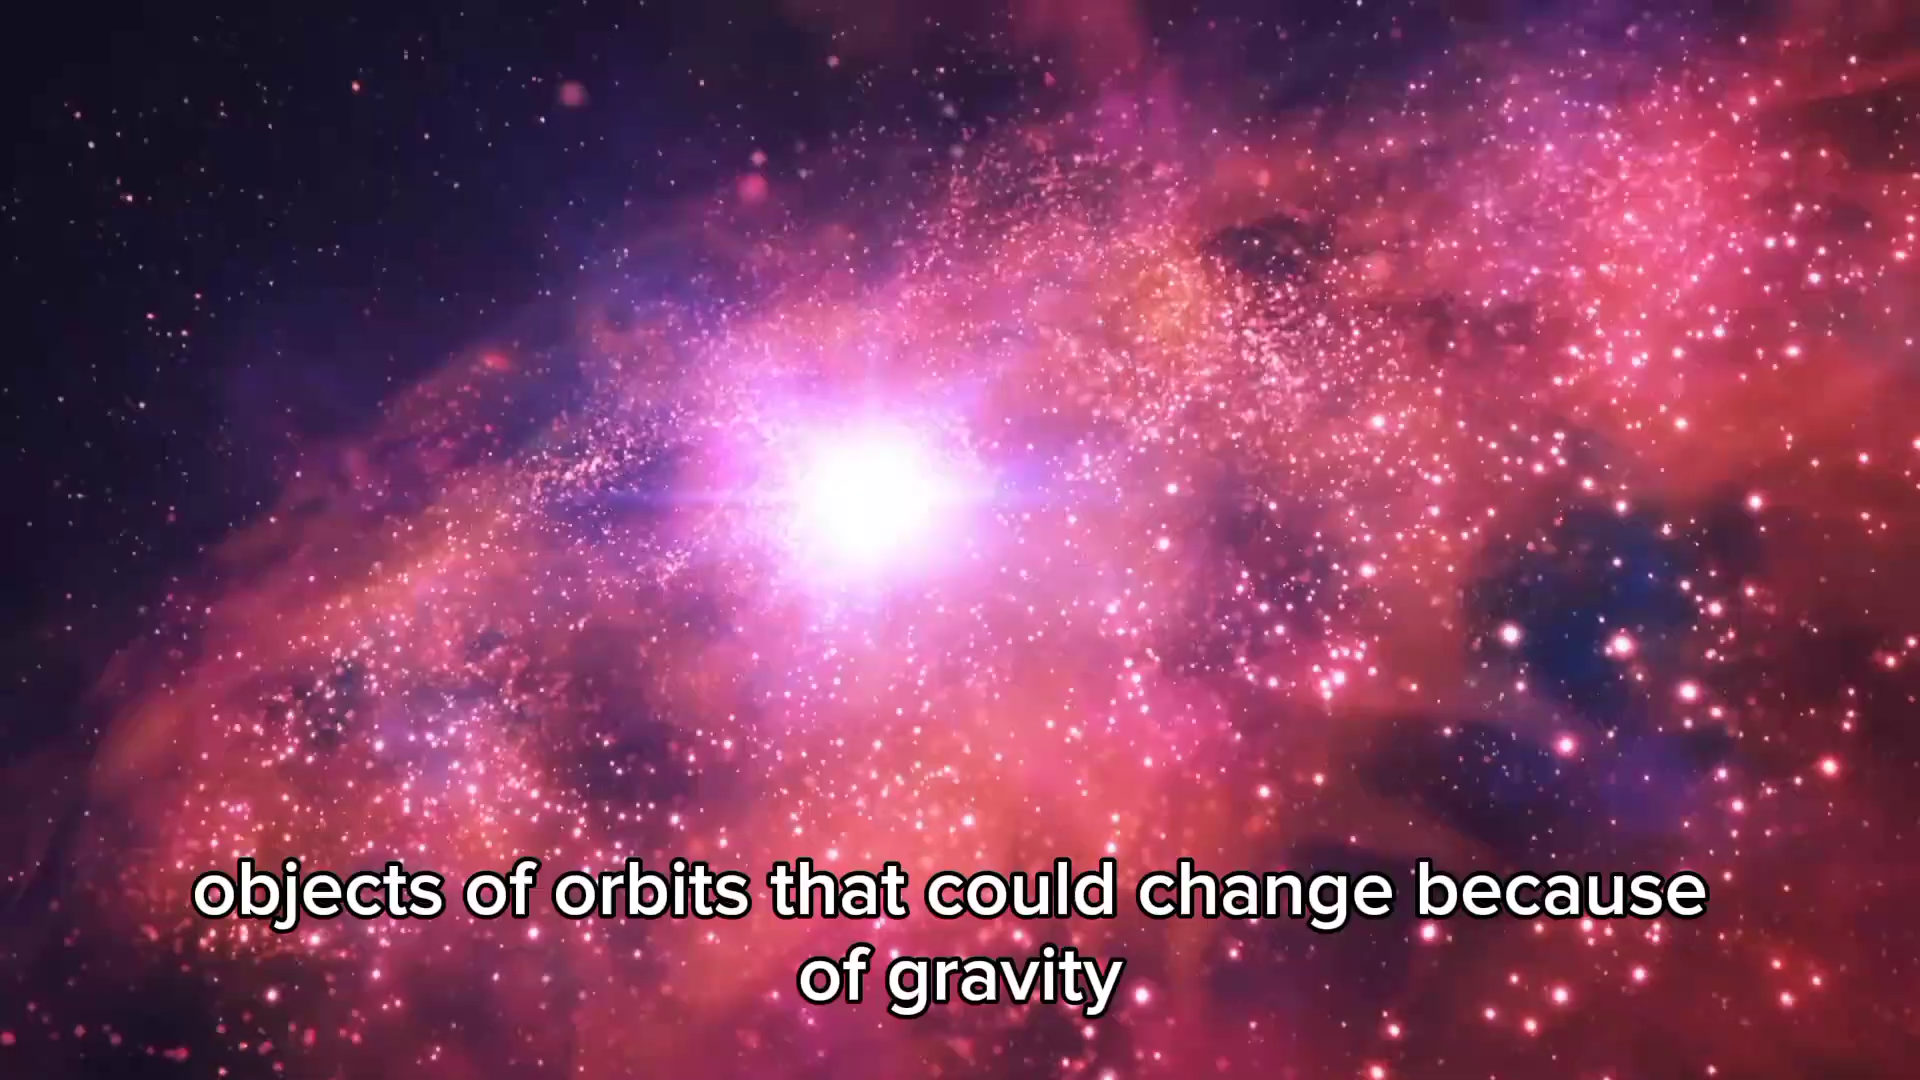 objects of orbits that could change because
of gravity